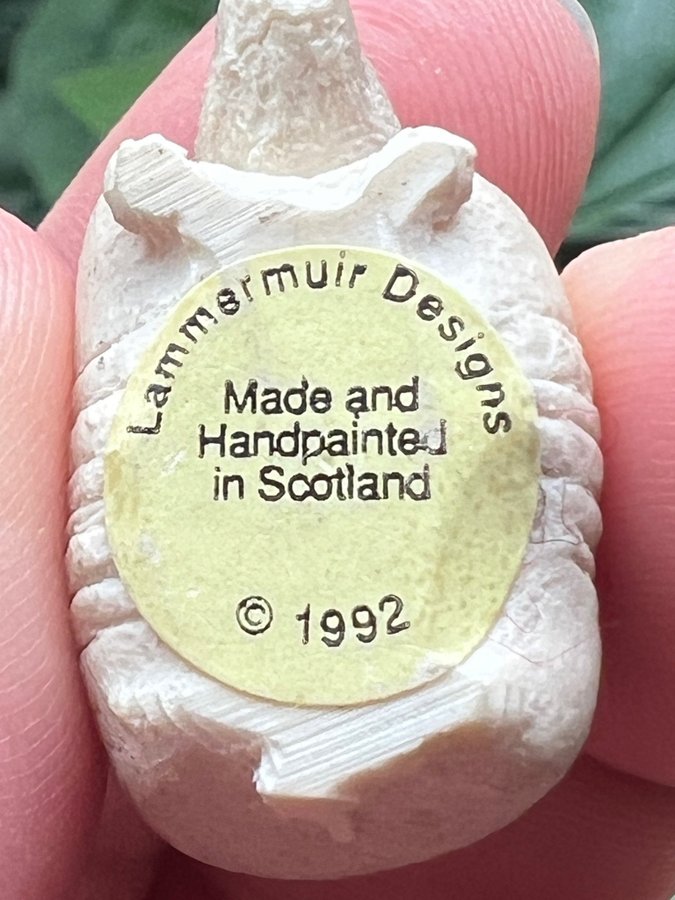 Lammermuir Designs
Made and
Handpainted
in Scotland
© 1992